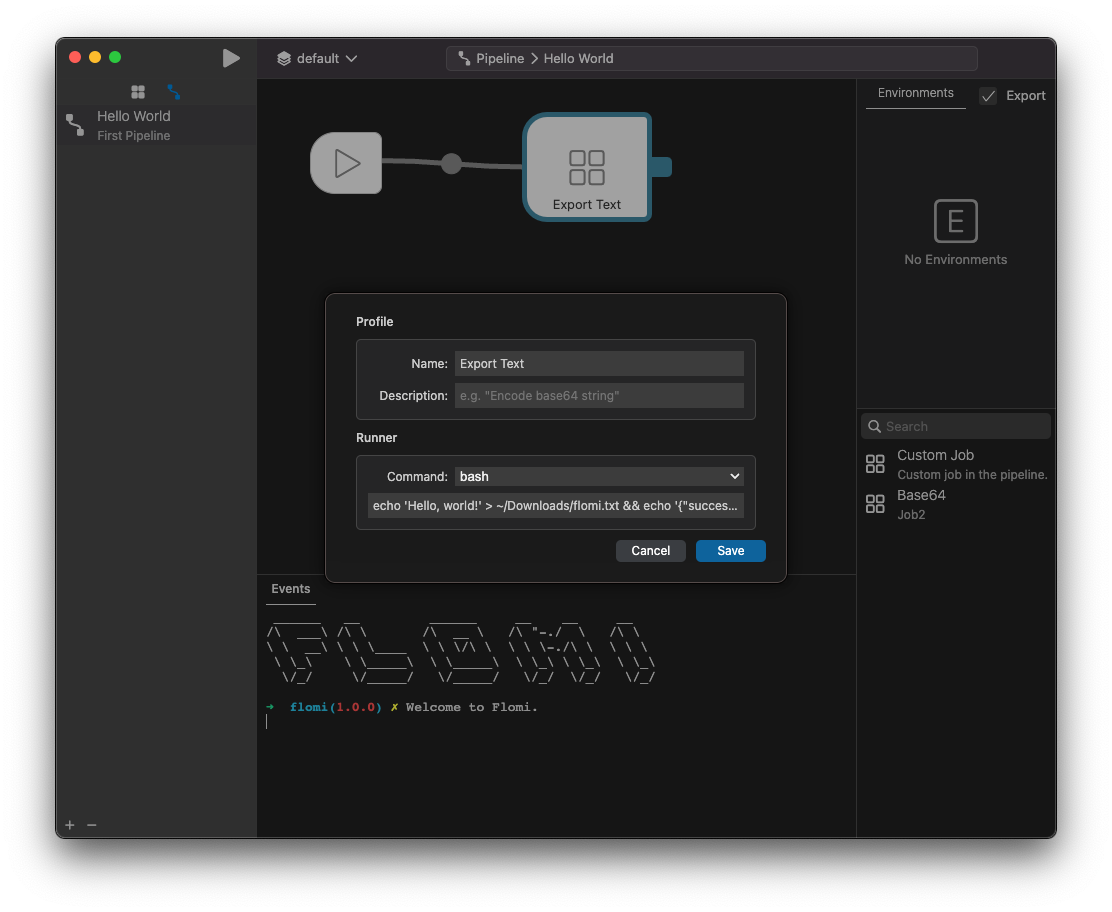 default
Pipeline > Hello World
Hello World
First Pipeline
Environments
Export
Export Text
E
No Environments
Profile
Name: Export Text
Description: e.g. "Encode base64 string"
Runner
Command: bash
echo 'Hello, world!' > ~/Downloads/flomi.txt && echo '{"succes...
Cancel
Save
Search
Custom Job
Custom job in the pipeline.
Base64
Job2
Events
FLOMI
➜ flomi(1.0.0) ✗ Welcome to Flomi.
+ −